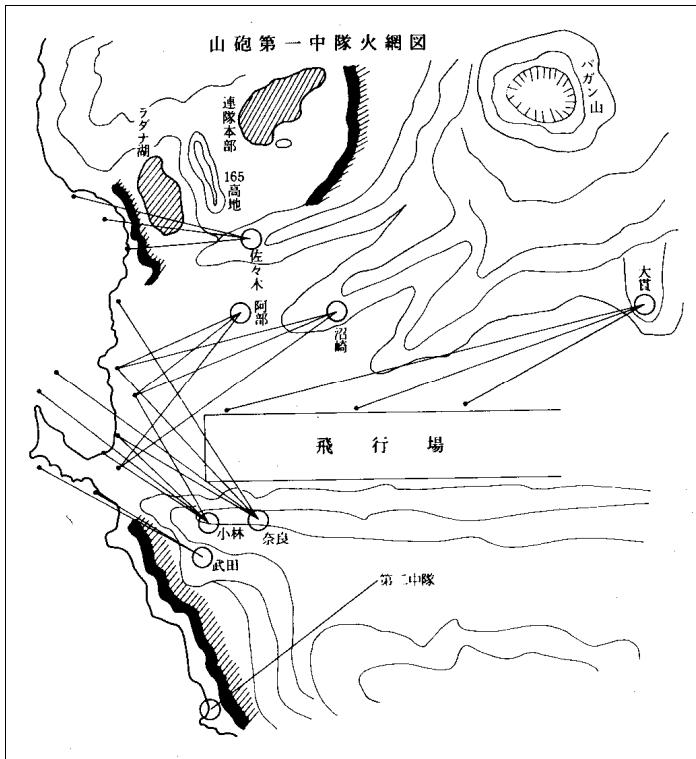 山砲第一中隊火網図
パガン山
連隊本部
ラダナ湖
165
高地
佐々木
大貫
阿部
沼崎
飛行場
小林
奈良
武田
第二中隊